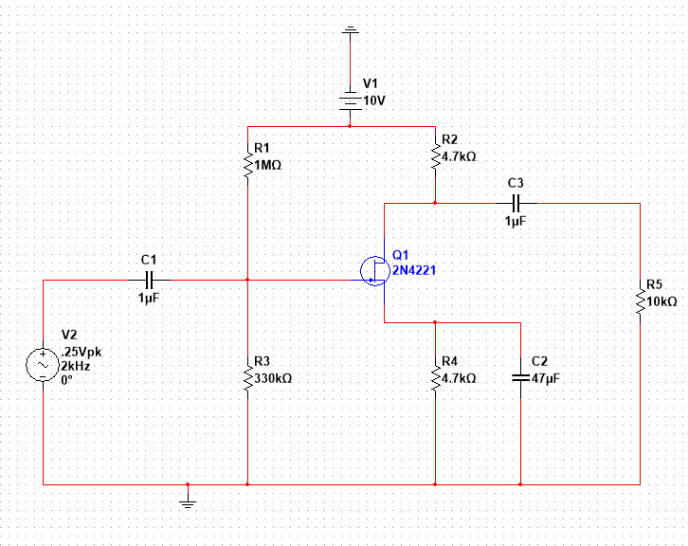 V1
10V
R1
1MΩ
R2
4.7kΩ
C3
1µF
C1
1µF
Q1
2N4221
R5
10kΩ
V2
.25Vpk
2kHz
0°
R3
330kΩ
R4
4.7kΩ
C2
47µF